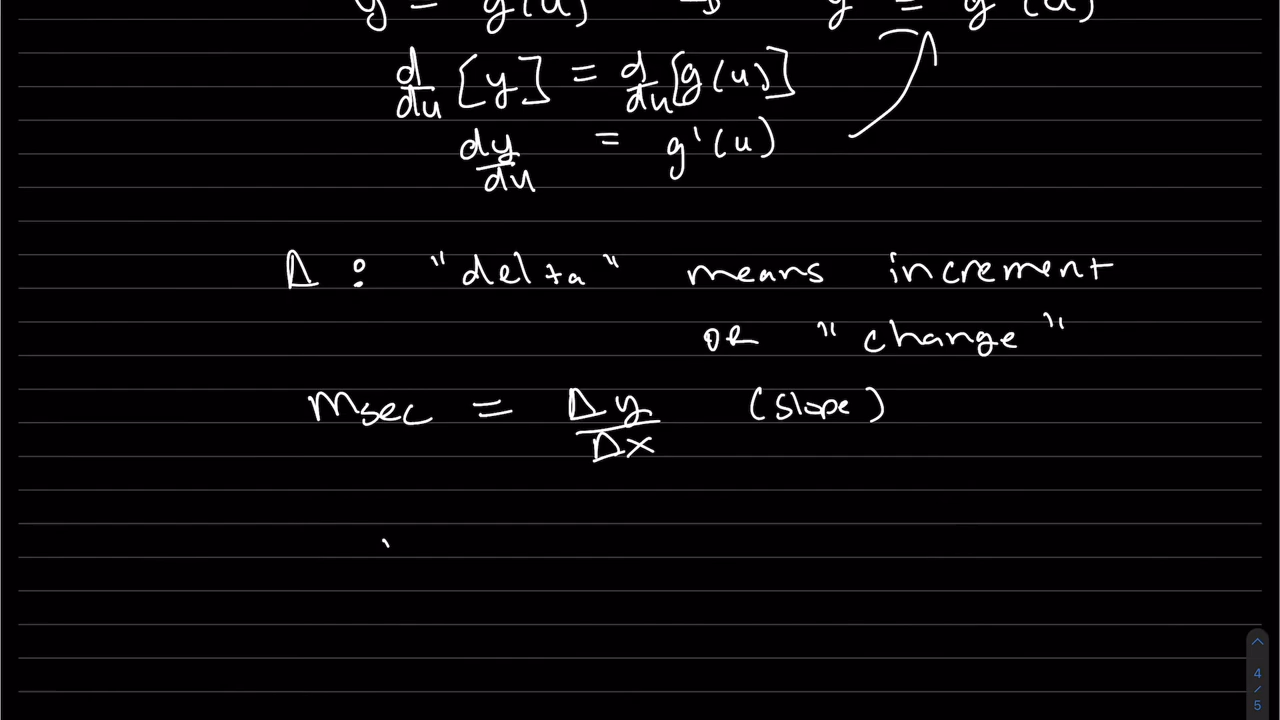 y = g(u) → y' = g'(u)
d/du [y] = d/du [g(u)]
dy/du = g'(u)
Δ : "delta" means increment
OR "change"
msec = Δy/Δx (slope)
4/5